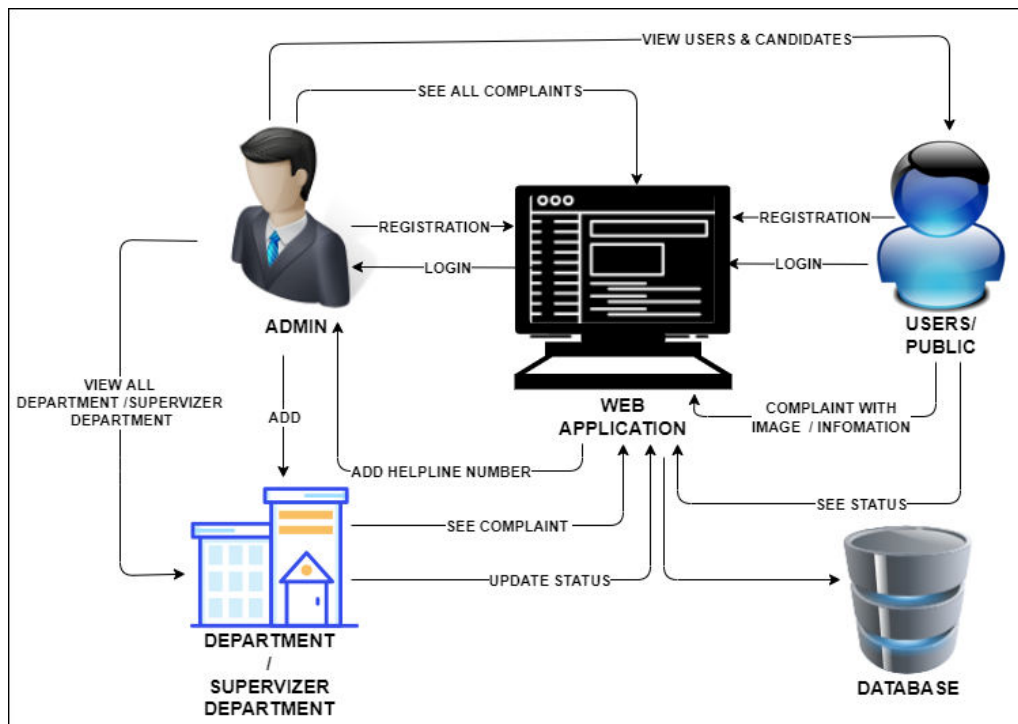 VIEW USERS & CANDIDATES
SEE ALL COMPLAINTS
REGISTRATION
REGISTRATION
LOGIN
LOGIN
ADMIN
USERS/
PUBLIC
VIEW ALL
DEPARTMENT /SUPERVIZER
DEPARTMENT
ADD
WEB
APPLICATION
COMPLAINT WITH
IMAGE / INFOMATION
ADD HELPLINE NUMBER
SEE STATUS
SEE COMPLAINT
UPDATE STATUS
DEPARTMENT
/
SUPERVIZER
DEPARTMENT
DATABASE